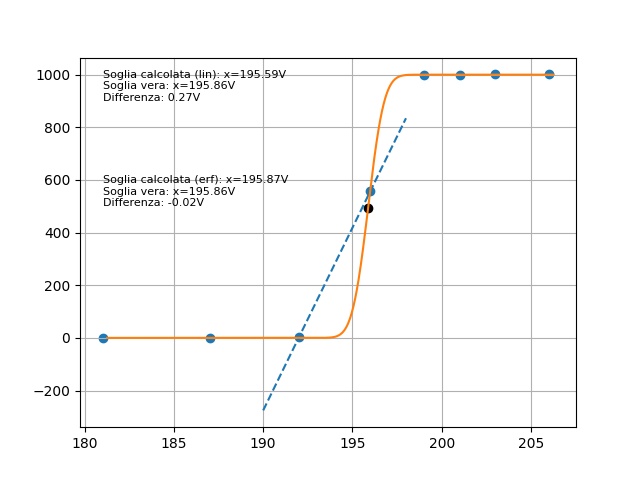 Soglia calcolata (lin): x=195.59V
Soglia vera: x=195.86V
Differenza: 0.27V
Soglia calcolata (erf): x=195.87V
Soglia vera: x=195.86V
Differenza: -0.02V
1000
800
600
400
200
0
−200
180 185 190 195 200 205